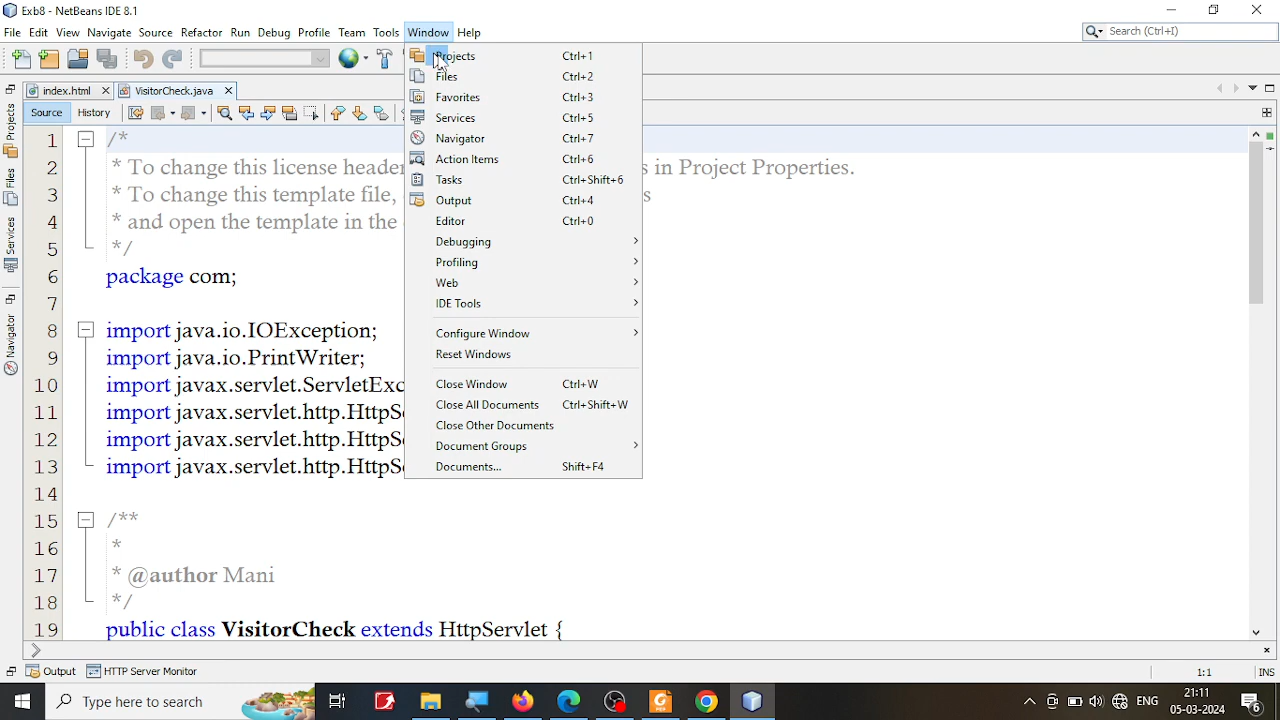 Exb8 - NetBeans IDE 8.1
File Edit View Navigate Source Refactor Run Debug Profile Team Tools Window Help
Search (Ctrl+I)
index.html
VisitorCheck.java
Source History
Projects
Files
Services
Navigator
Projects Ctrl+1
Files Ctrl+2
Favorites Ctrl+3
Services Ctrl+5
Navigator Ctrl+7
Action Items Ctrl+6
Tasks Ctrl+Shift+6
Output Ctrl+4
Editor Ctrl+0
Debugging
Profiling
Web
IDE Tools
Configure Window
Reset Windows
Close Window Ctrl+W
Close All Documents Ctrl+Shift+W
Close Other Documents
Document Groups
Documents... Shift+F4
1 /*
2 * To change this license header s in Project Properties.
3 * To change this template file, s
4 * and open the template in the
5 */
6 package com;
7
8 import java.io.IOException;
9 import java.io.PrintWriter;
10 import javax.servlet.ServletExc
11 import javax.servlet.http.HttpS
12 import javax.servlet.http.HttpS
13 import javax.servlet.http.HttpS
14
15 /**
16 *
17 * @author Mani
18 */
19 public class VisitorCheck extends HttpServlet {
Output HTTP Server Monitor
1:1 INS
Type here to search
ENG
21:11
05-03-2024
6